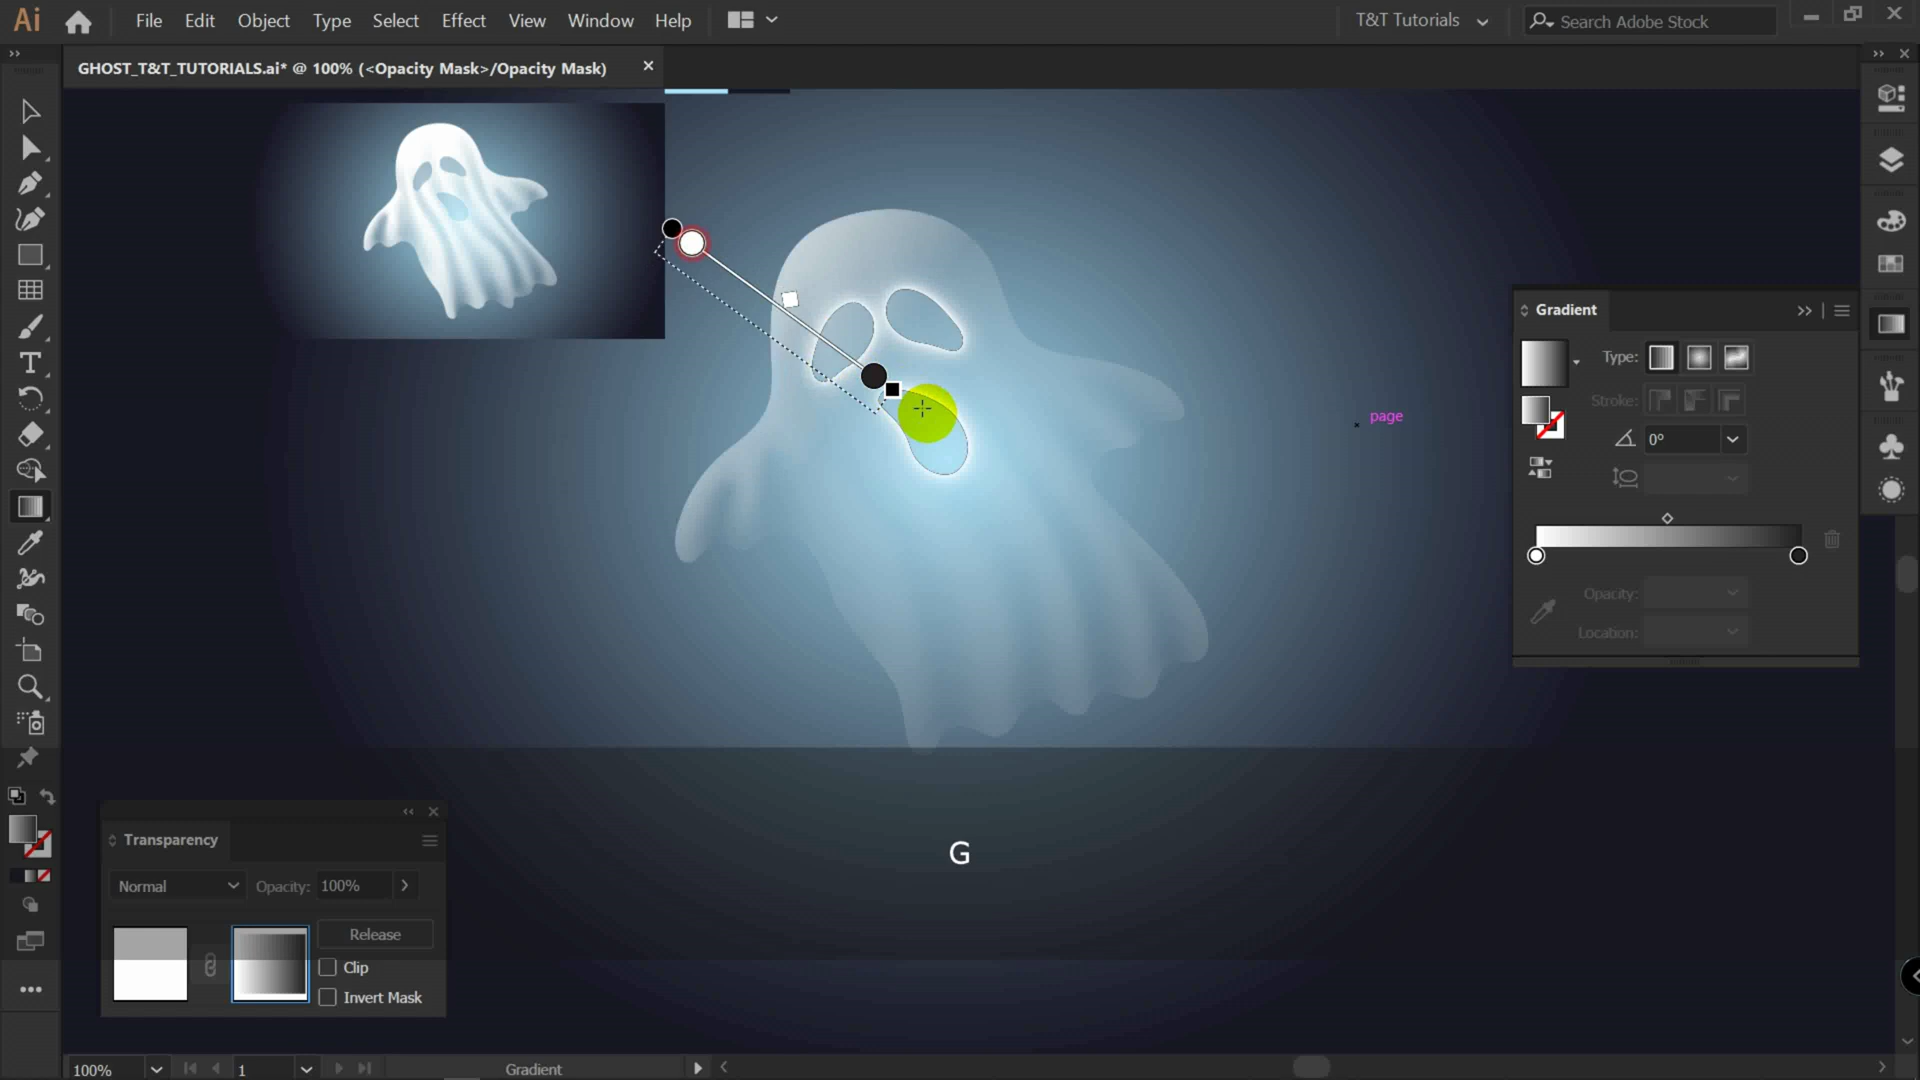 Ai File Edit Object Type Select Effect View Window Help T&T Tutorials Search Adobe Stock
GHOST_T&T_TUTORIALS.ai* @ 100% (<Opacity Mask>/Opacity Mask)
Gradient
Type:
Stroke:
0°
Opacity:
Location:
page
G
Transparency
Normal Opacity: 100%
Release
Clip
Invert Mask
100% 1 Gradient